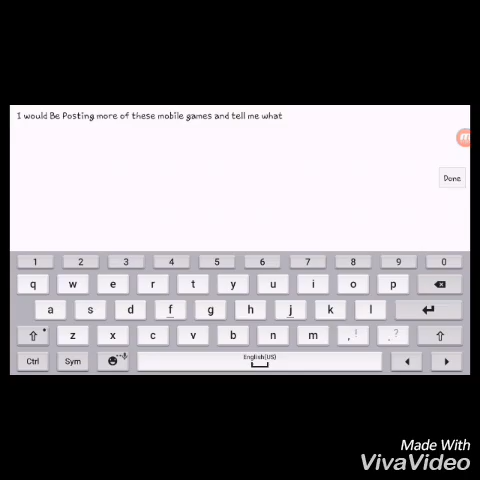 I would Be Posting more of these mobile games and tell me what
Done
1 2 3 4 5 6 7 8 9 0
q w e r t y u i o p
a s d f g h j k l
z x c v b n m , ! . ?
Ctrl Sym English(US)
Made With
VivaVideo